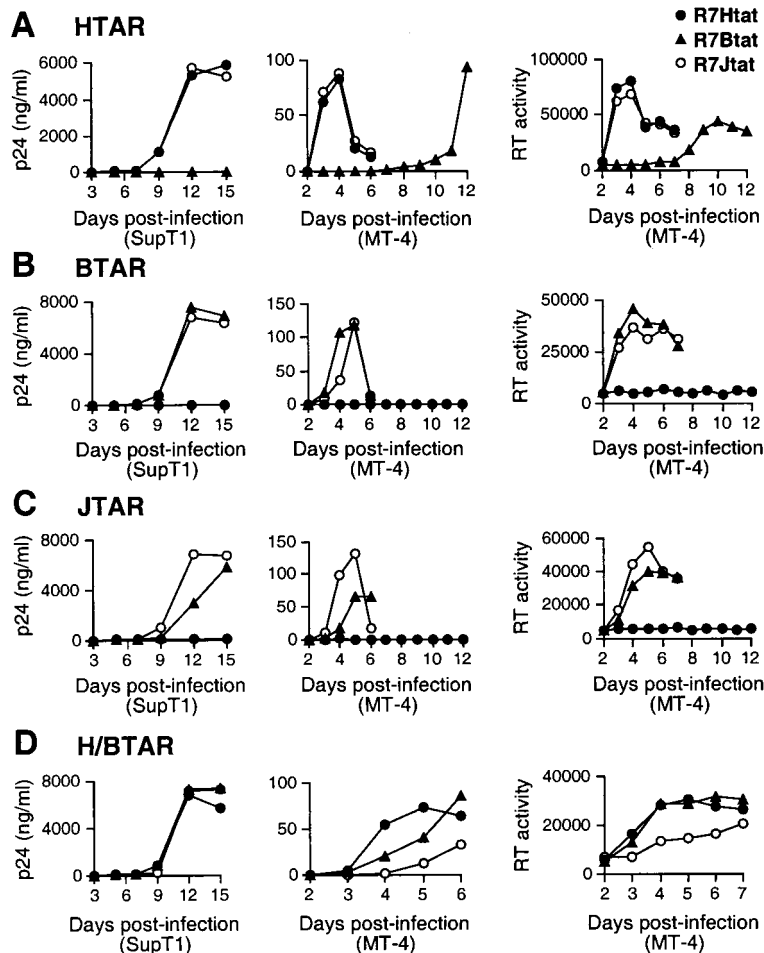 A HTAR
R7Htat
R7Btat
R7Jtat
p24 (ng/ml)
6000
4000
2000
0
3 6 9 12 15
Days post-infection
(SupT1)
100
50
0
2 4 6 8 10 12
Days post-infection
(MT-4)
RT activity
100000
50000
0
2 4 6 8 10 12
Days post-infection
(MT-4)
B BTAR
p24 (ng/ml)
8000
4000
0
3 6 9 12 15
Days post-infection
(SupT1)
150
100
50
0
2 4 6 8 10 12
Days post-infection
(MT-4)
RT activity
50000
25000
0
2 4 6 8 10 12
Days post-infection
(MT-4)
C JTAR
p24 (ng/ml)
8000
4000
0
3 6 9 12 15
Days post-infection
(SupT1)
150
100
50
0
2 4 6 8 10 12
Days post-infection
(MT-4)
RT activity
60000
40000
20000
0
2 4 6 8 10 12
Days post-infection
(MT-4)
D H/BTAR
p24 (ng/ml)
8000
4000
0
3 6 9 12 15
Days post-infection
(SupT1)
100
50
0
2 3 4 5 6
Days post-infection
(MT-4)
RT activity
40000
20000
0
2 3 4 5 6 7
Days post-infection
(MT-4)